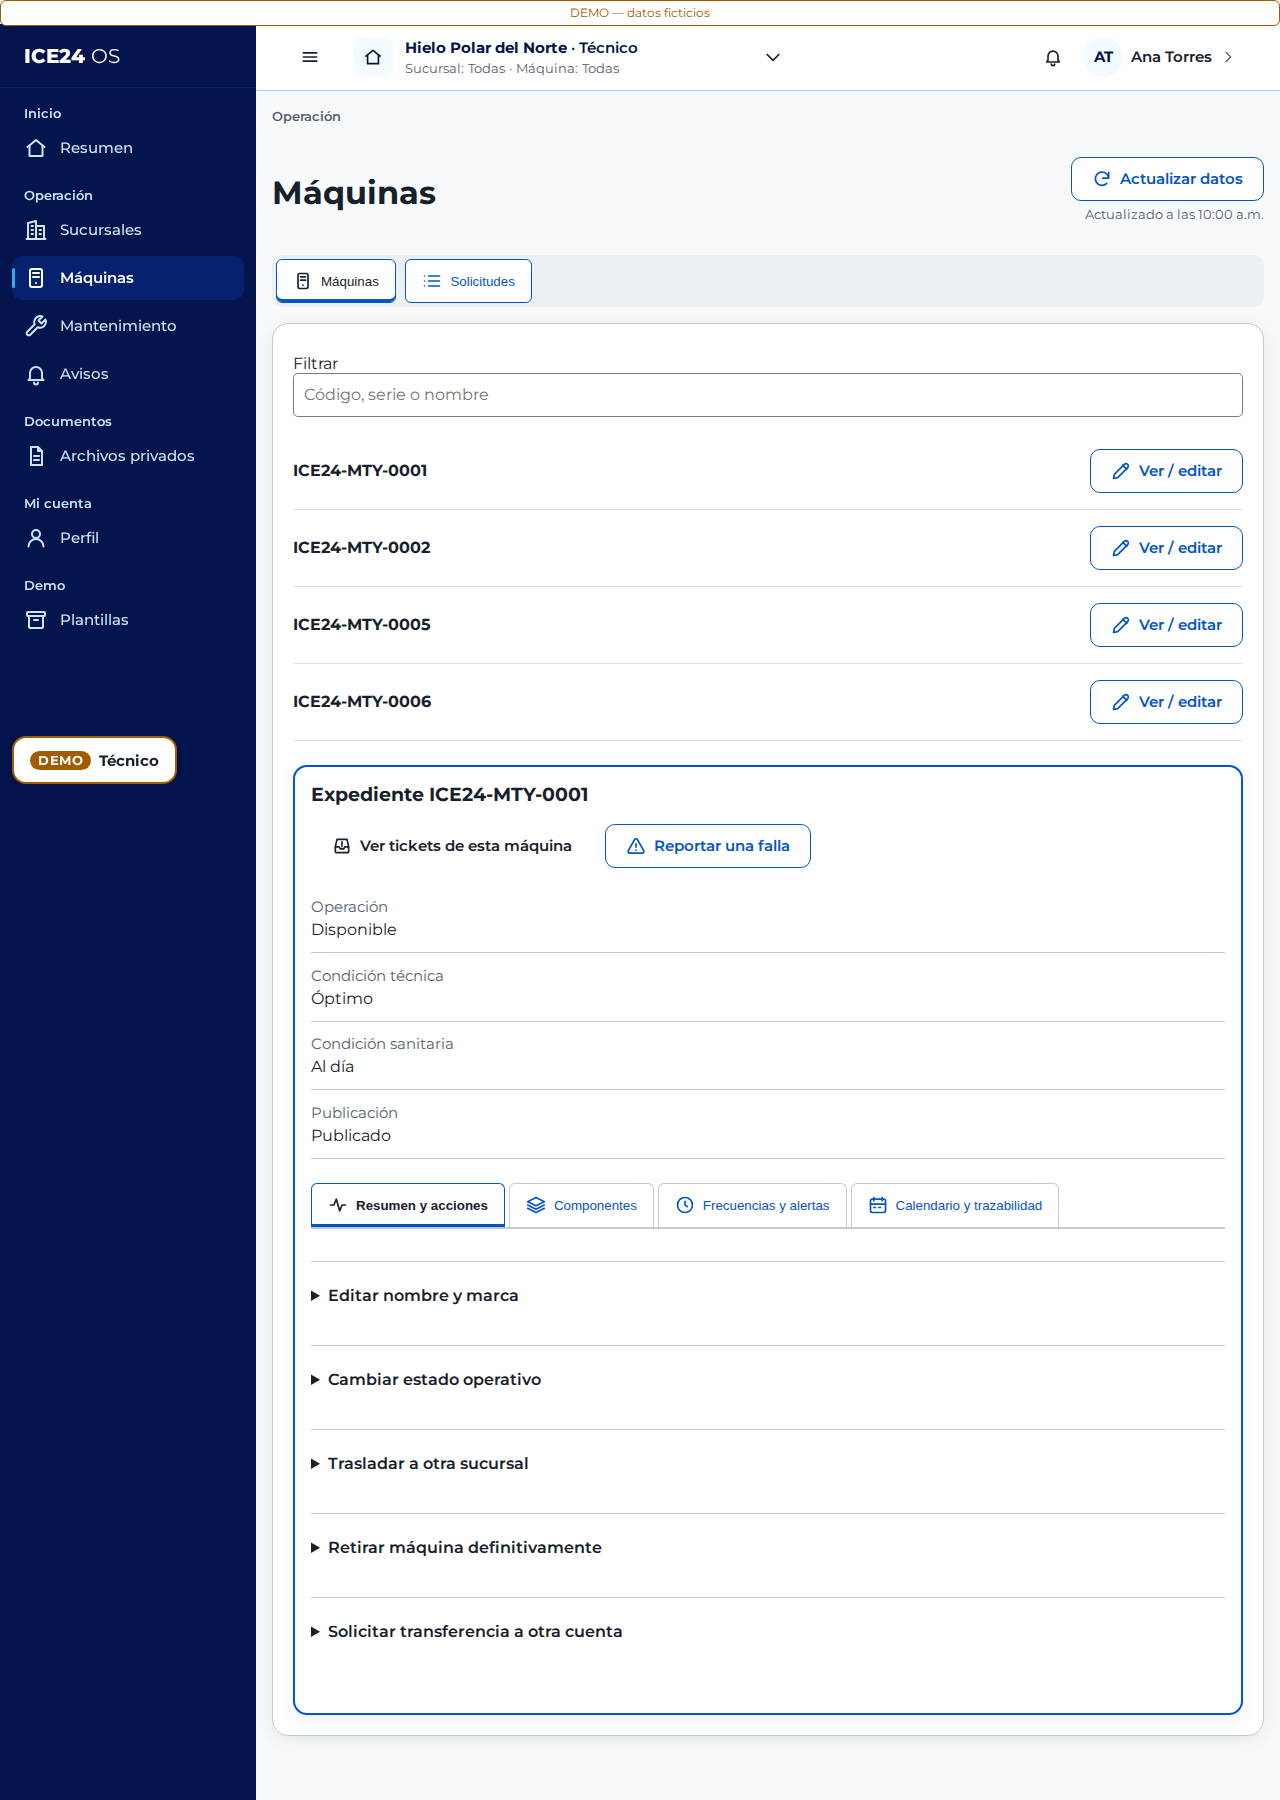 DEMO — datos ficticios
ICE24 OS
Hielo Polar del Norte · Técnico
Sucursal: Todas · Máquina: Todas
AT Ana Torres
Inicio
Resumen
Operación
Sucursales
Máquinas
Mantenimiento
Avisos
Documentos
Archivos privados
Mi cuenta
Perfil
Demo
Plantillas
DEMO Técnico
Operación
Máquinas
Actualizar datos
Actualizado a las 10:00 a.m.
Máquinas
Solicitudes
Filtrar
Código, serie o nombre
ICE24-MTY-0001
Ver / editar
ICE24-MTY-0002
Ver / editar
ICE24-MTY-0005
Ver / editar
ICE24-MTY-0006
Ver / editar
Expediente ICE24-MTY-0001
Ver tickets de esta máquina
Reportar una falla
Operación
Disponible
Condición técnica
Óptimo
Condición sanitaria
Al día
Publicación
Publicado
Resumen y acciones
Componentes
Frecuencias y alertas
Calendario y trazabilidad
Editar nombre y marca
Cambiar estado operativo
Trasladar a otra sucursal
Retirar máquina definitivamente
Solicitar transferencia a otra cuenta